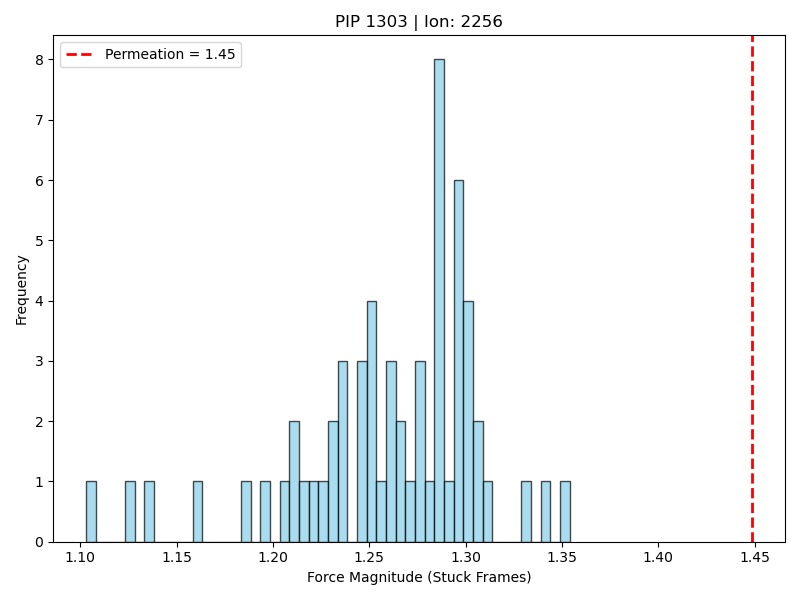 PIP 1303 | Ion: 2256
Permeation = 1.45
8
7
6
5
4
3
2
1
0
Frequency
1.10 1.15 1.20 1.25 1.30 1.35 1.40 1.45
Force Magnitude (Stuck Frames)